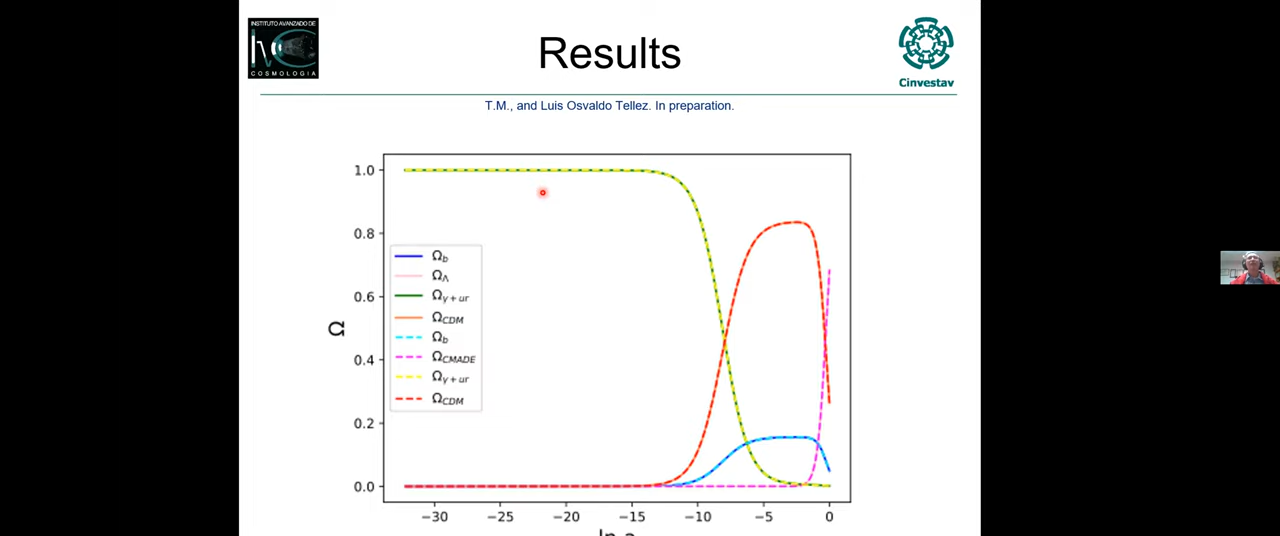 INSTITUTO AVANZADO DE
COSMOLOGIA
Results
Cinvestav
T.M., and Luis Osvaldo Tellez. In preparation.
1.0
0.8
0.6
0.4
0.2
0.0
Ω
Ω_b
Ω_Λ
Ω_γ+ur
Ω_CDM
Ω_b
Ω_CMADE
Ω_γ+ur
Ω_CDM
−30 −25 −20 −15 −10 −5 0
ln a